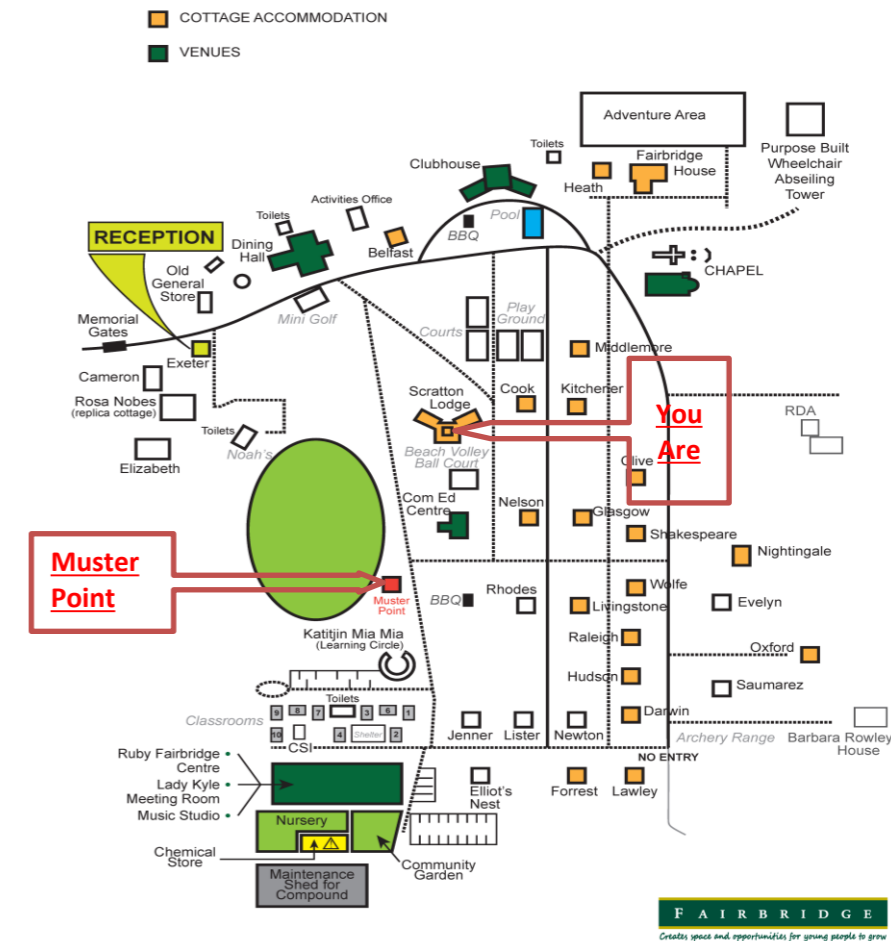 COTTAGE ACCOMMODATION
VENUES
Adventure Area
Purpose Built
Wheelchair
Abseiling
Tower
Toilets
Fairbridge
House
Heath
Clubhouse
Pool
BBQ
Activities Office
Toilets
Belfast
Dining
Hall
RECEPTION
Old
General
Store
Mini Golf
CHAPEL
Memorial
Gates
Exeter
Cameron
Rosa Nobes
(replica cottage)
Elizabeth
Toilets
Noah's
Courts
Play
Ground
Middlemore
Cook
Kitchener
Scratton
Lodge
You
Are
RDA
Beach Volley
Ball Court
Clive
Com Ed
Centre
Nelson
Glasgow
Shakespeare
Nightingale
Muster
Point
Muster
Point
BBQ
Rhodes
Wolfe
Livingstone
Evelyn
Katitjin Mia Mia
(Learning Circle)
Raleigh
Oxford
Hudson
Saumarez
Toilets
Classrooms
9
8
7
3
6
1
10
CSI
4
Shelter
2
Jenner
Lister
Newton
Darwin
Archery Range
Barbara Rowley
House
NO ENTRY
Ruby Fairbridge •
Centre
Lady Kyle •
Meeting Room
Music Studio •
Elliot's
Nest
Forrest
Lawley
Nursery
Chemical
Store
Community
Garden
Maintenance
Shed for
Compound
FAIRBRIDGE
Creates space and opportunities for young people to grow